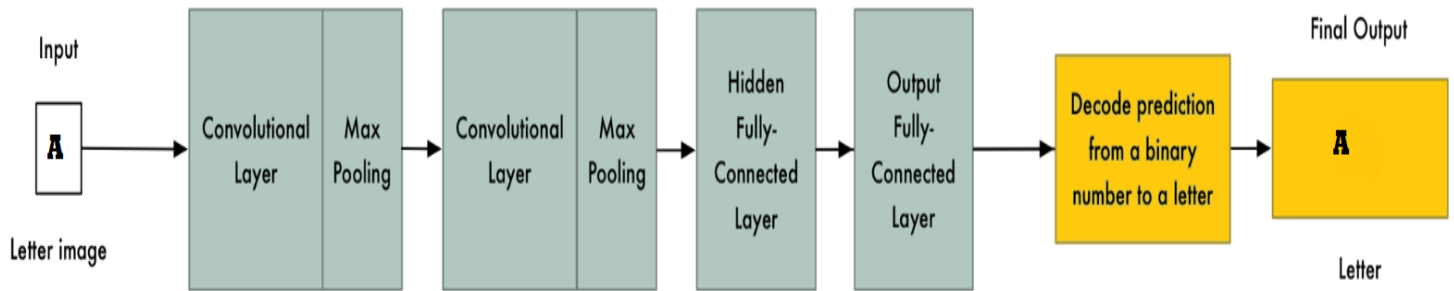 Input
A
Letter image
Convolutional
Layer
Max
Pooling
Convolutional
Layer
Max
Pooling
Hidden
Fully-
Connected
Layer
Output
Fully-
Connected
Layer
Decode prediction
from a binary
number to a letter
Final Output
A
Letter